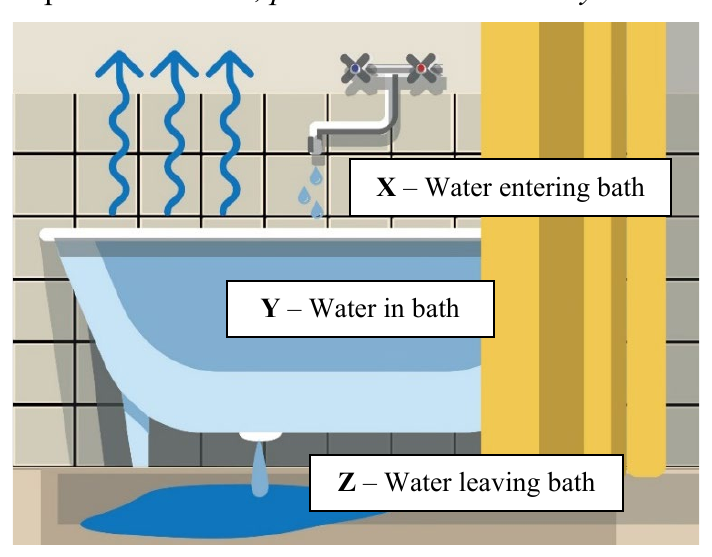 X – Water entering bath
Y – Water in bath
Z – Water leaving bath